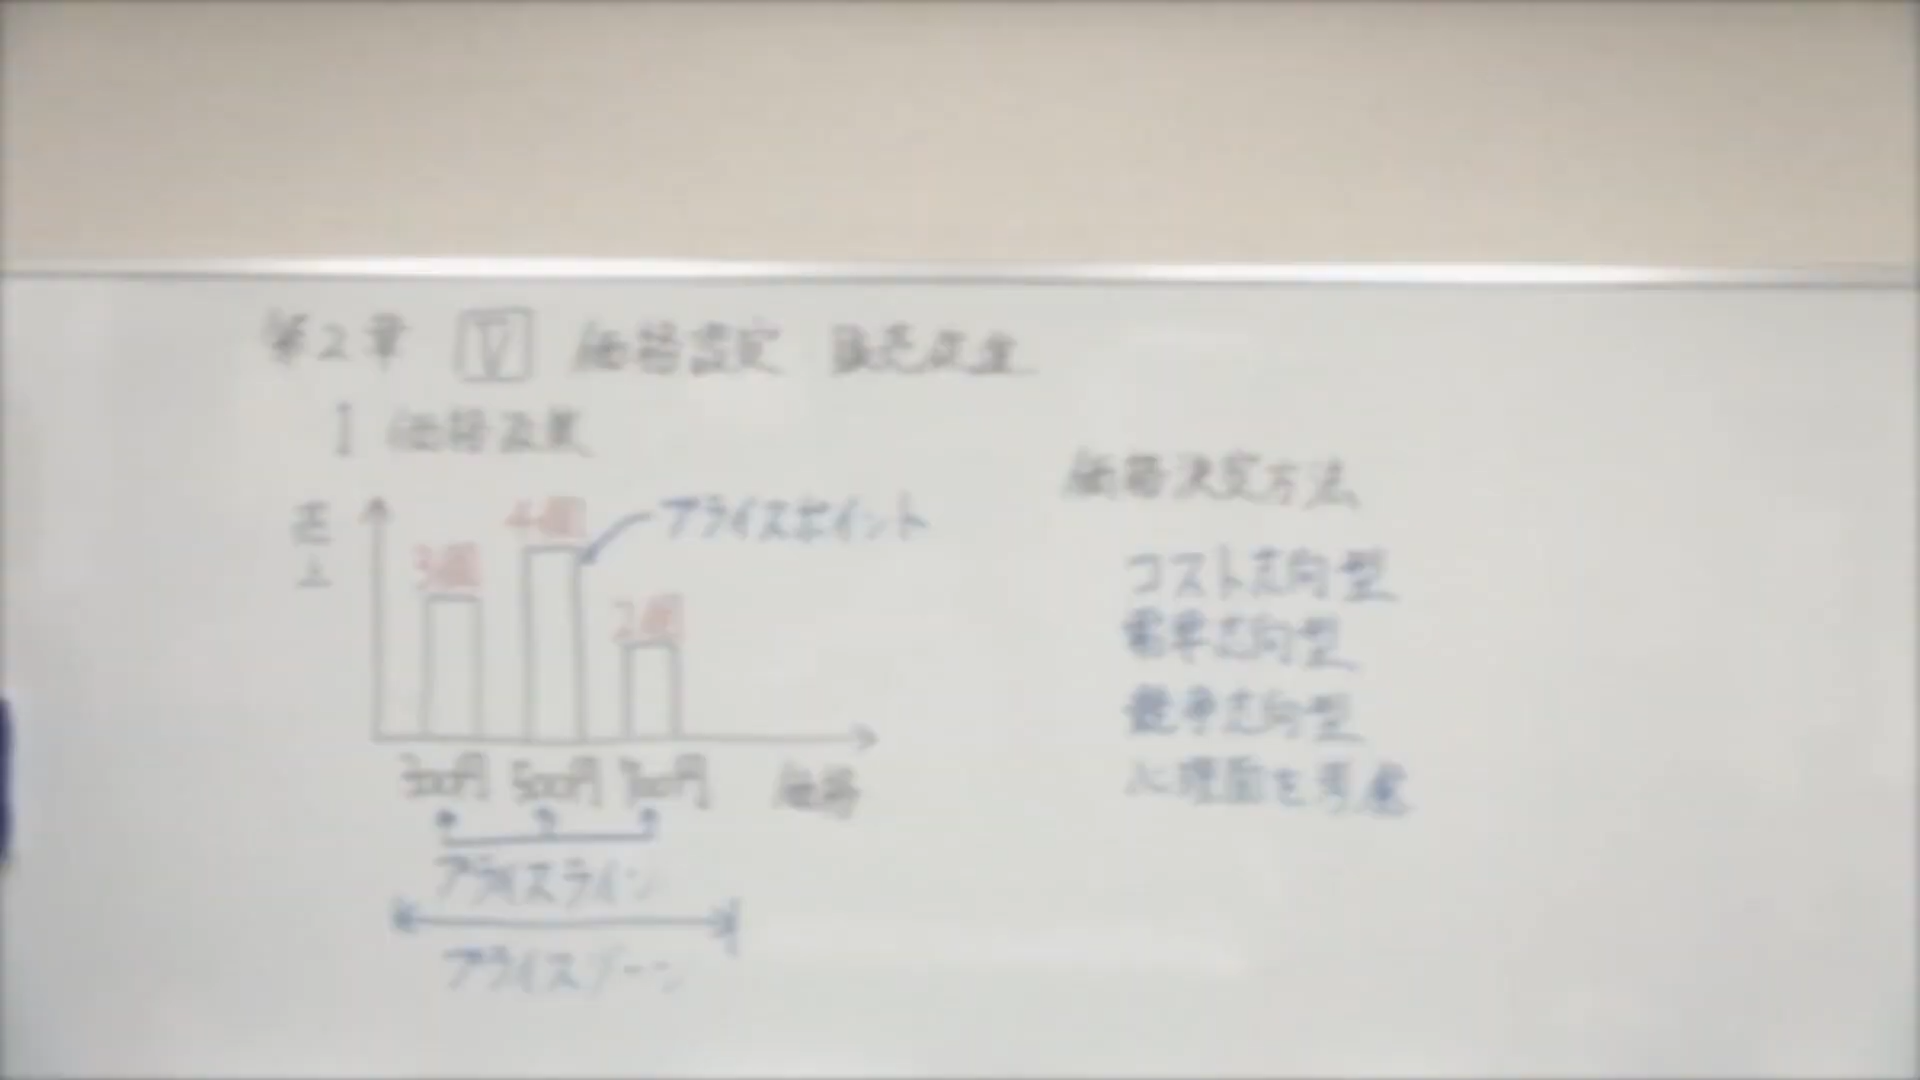 第2章 Ⅴ 価格設定 販売促進
Ⅰ 価格政策
売上
3個
4個
2個
プライスポイント
300円 500円 700円 価格
プライスライン
プライスゾーン
価格決定方法
コスト志向型
需要志向型
競争志向型
心理面を考慮